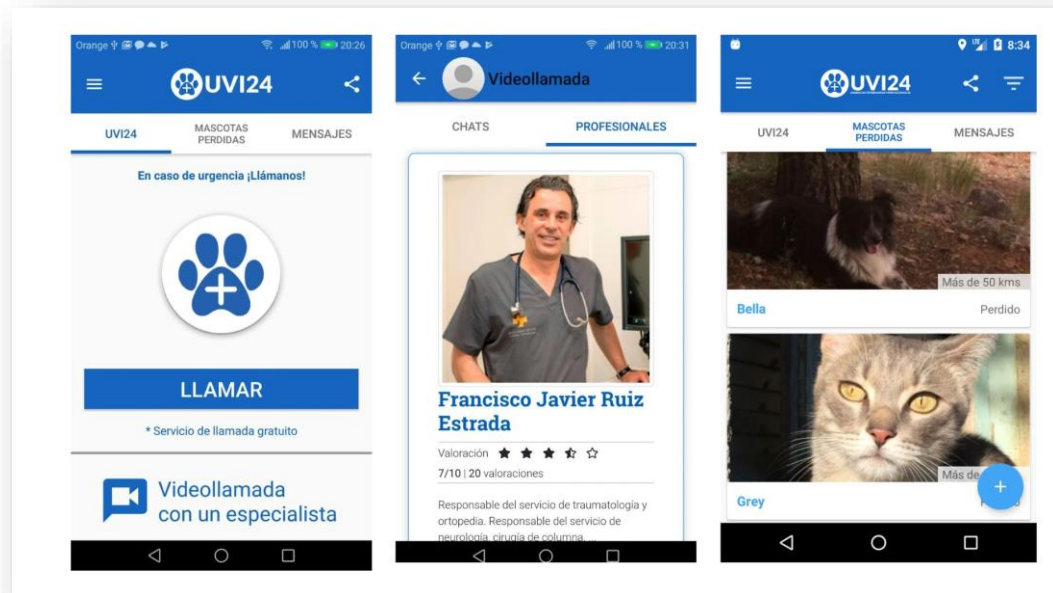 Orange
100 % 20:26
UVI24
UVI24
MASCOTAS
PERDIDAS
MENSAJES
En caso de urgencia ¡Llámanos!
LLAMAR
* Servicio de llamada gratuito
Videollamada
con un especialista
Orange
100 % 20:31
Videollamada
CHATS
PROFESIONALES
Francisco Javier Ruiz
Estrada
Valoración
7/10 | 20 valoraciones
Responsable del servicio de traumatología y
ortopedia. Responsable del servicio de
neurología, cirugía de columna, ...
8:34
UVI24
UVI24
MASCOTAS
PERDIDAS
MENSAJES
Más de 50 kms
Bella
Perdido
Más de
Grey